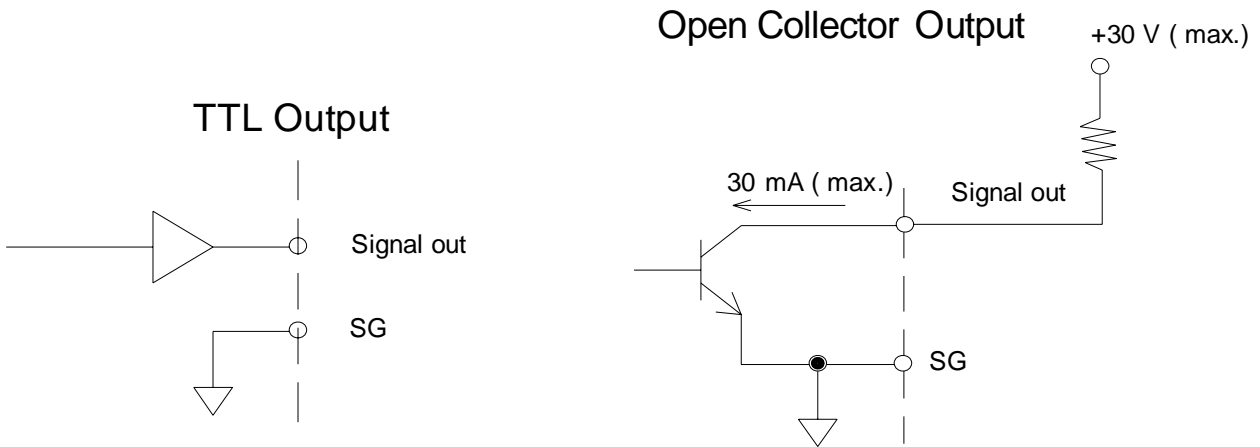 Open Collector Output
+30 V ( max.)
TTL Output
30 mA ( max.)
Signal out
Signal out
SG
SG